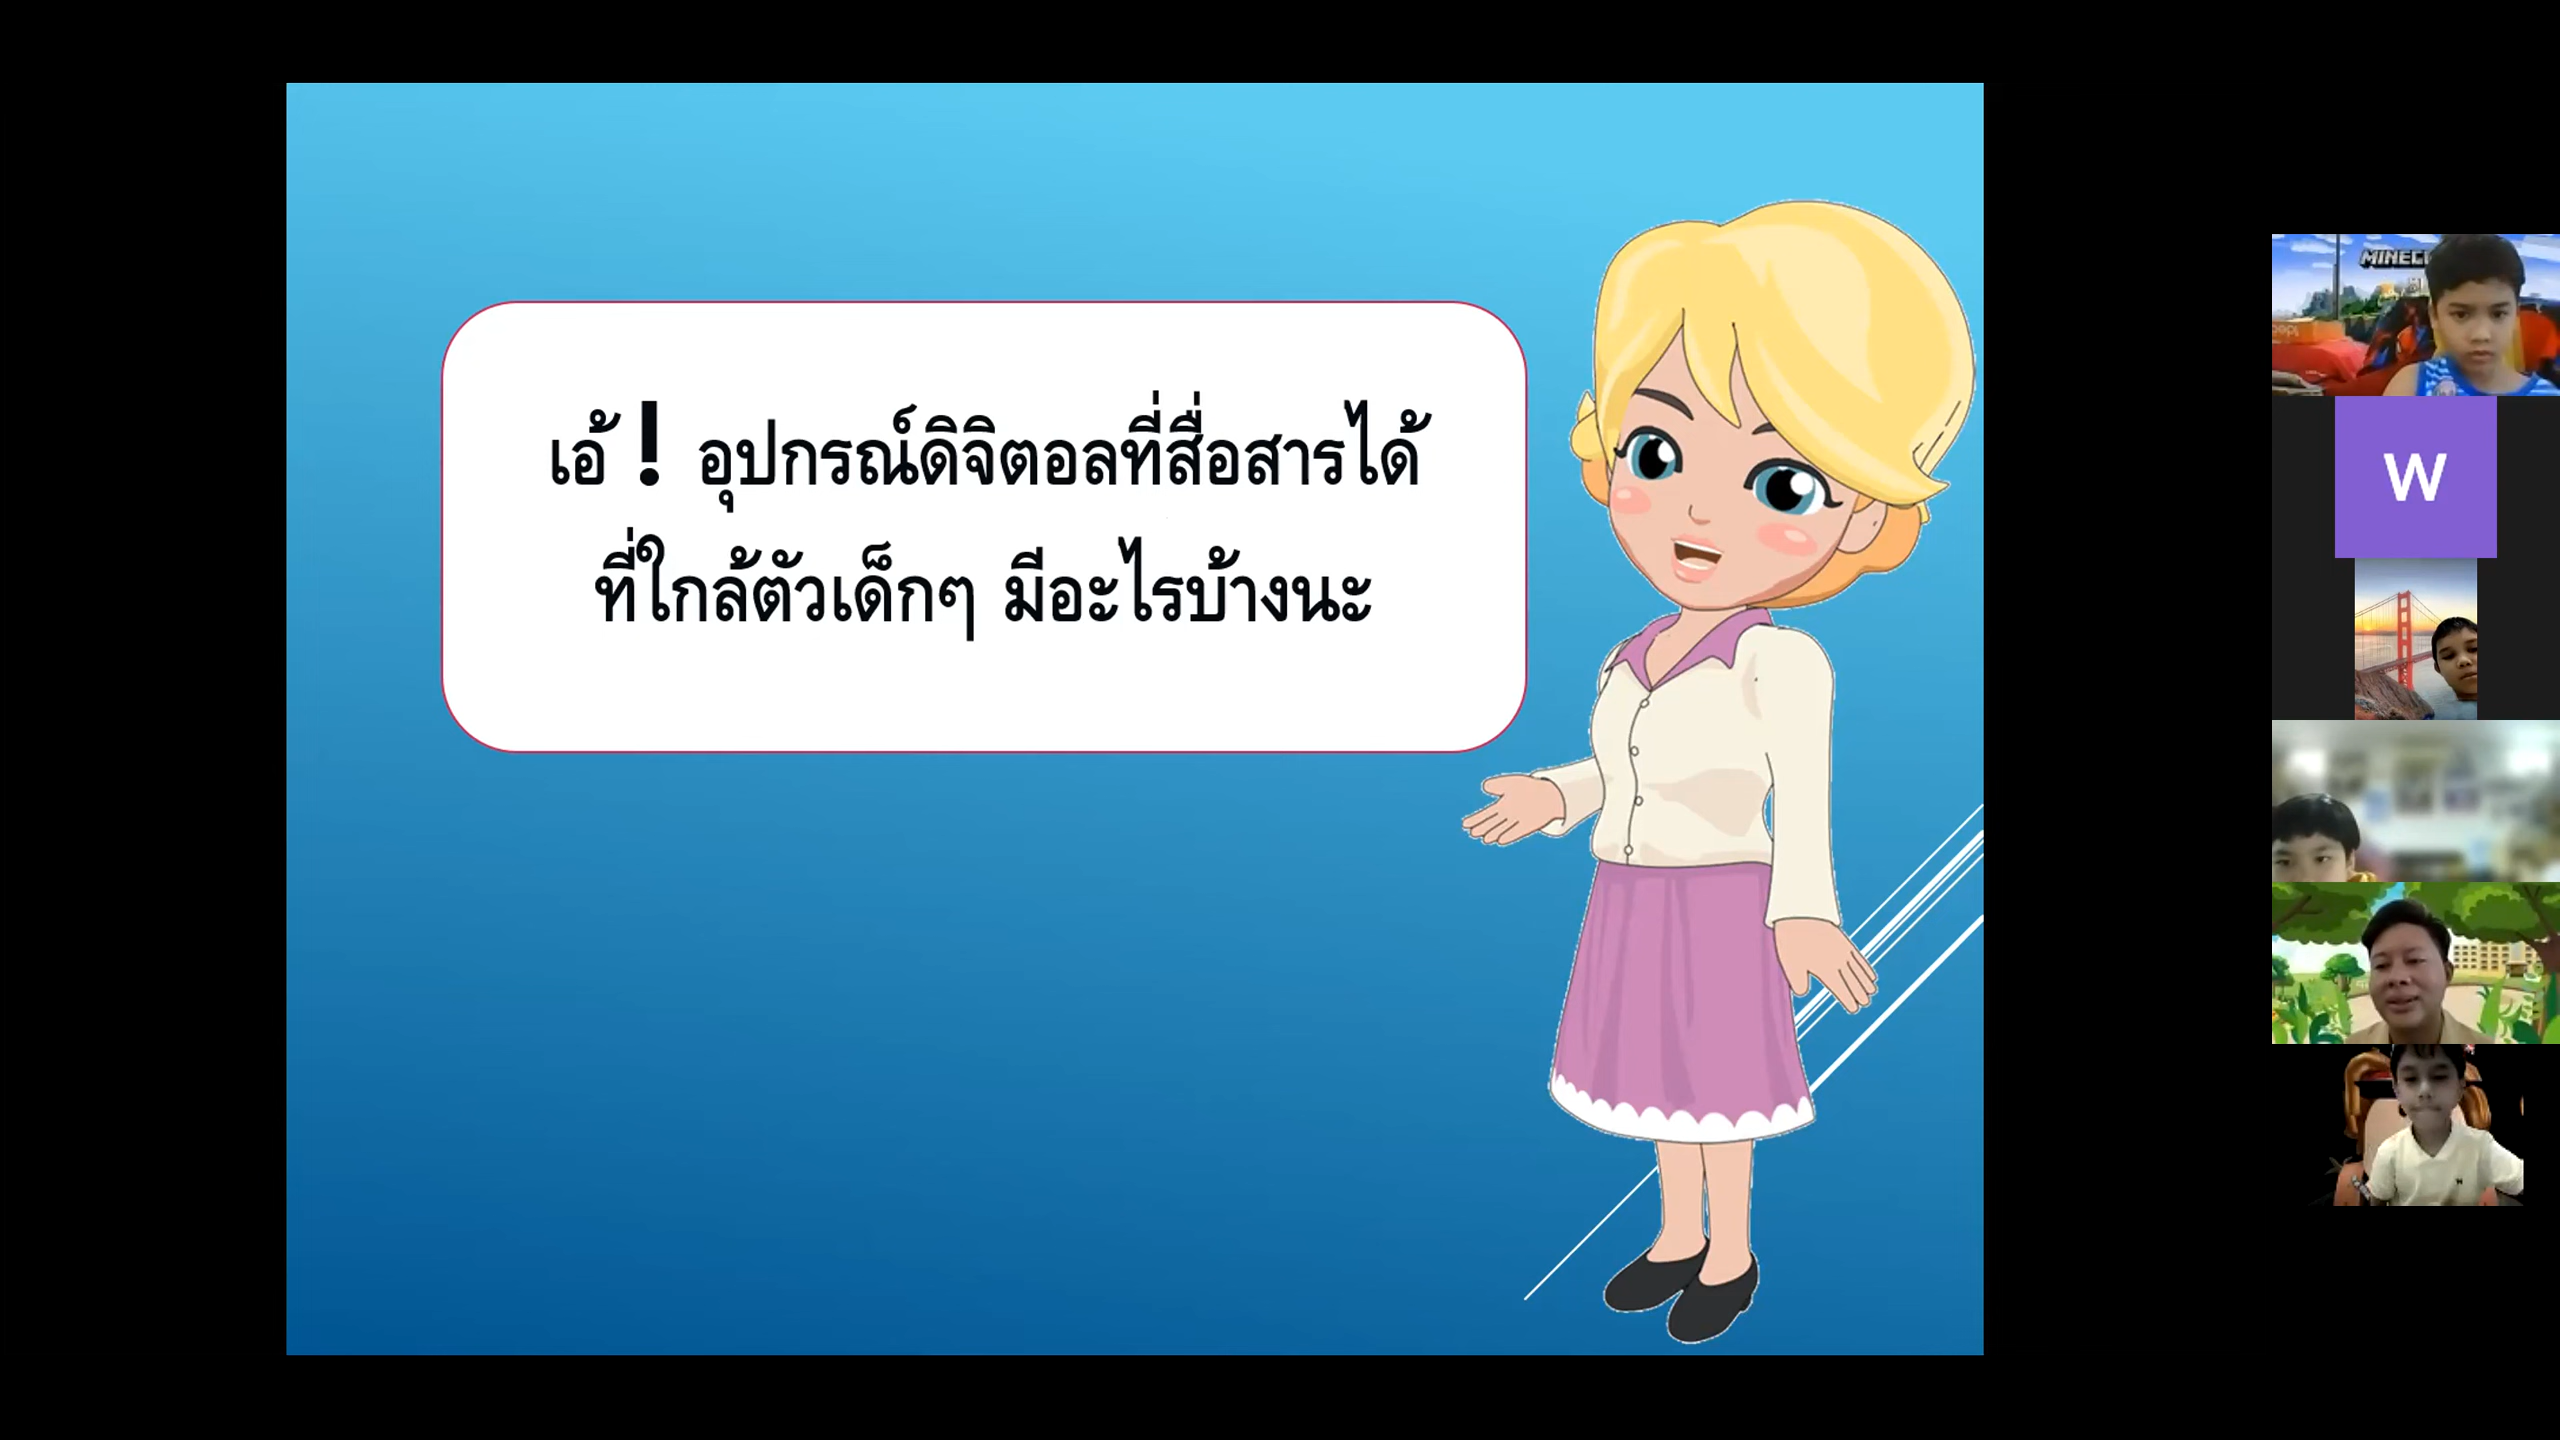 เอ้ ! อุปกรณ์ดิจิตอลที่สื่อสารได้
ที่ใกล้ตัวเด็กๆ มีอะไรบ้างนะ
W